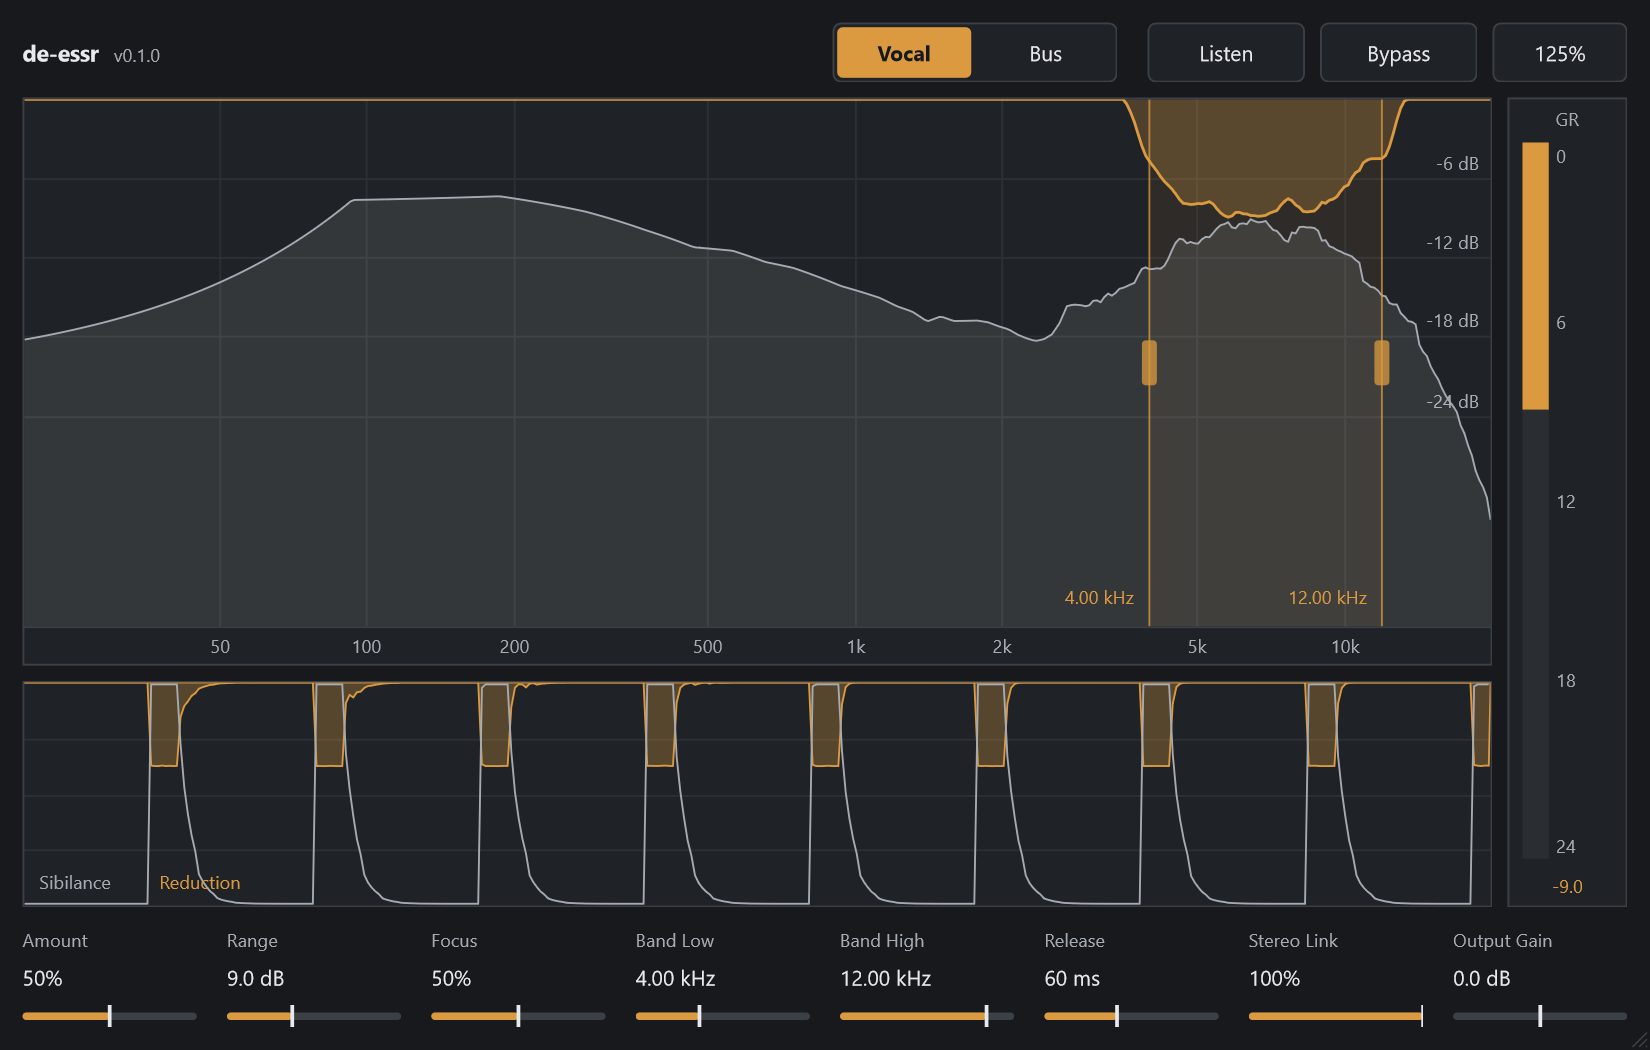 de-essr v0.1.0 Vocal Bus Listen Bypass 125%
GR
0
-6 dB
-12 dB
-18 dB
-24 dB
6
12
18
24
-9.0
4.00 kHz 12.00 kHz
50 100 200 500 1k 2k 5k 10k
Sibilance Reduction
Amount Range Focus Band Low Band High Release Stereo Link Output Gain
50% 9.0 dB 50% 4.00 kHz 12.00 kHz 60 ms 100% 0.0 dB